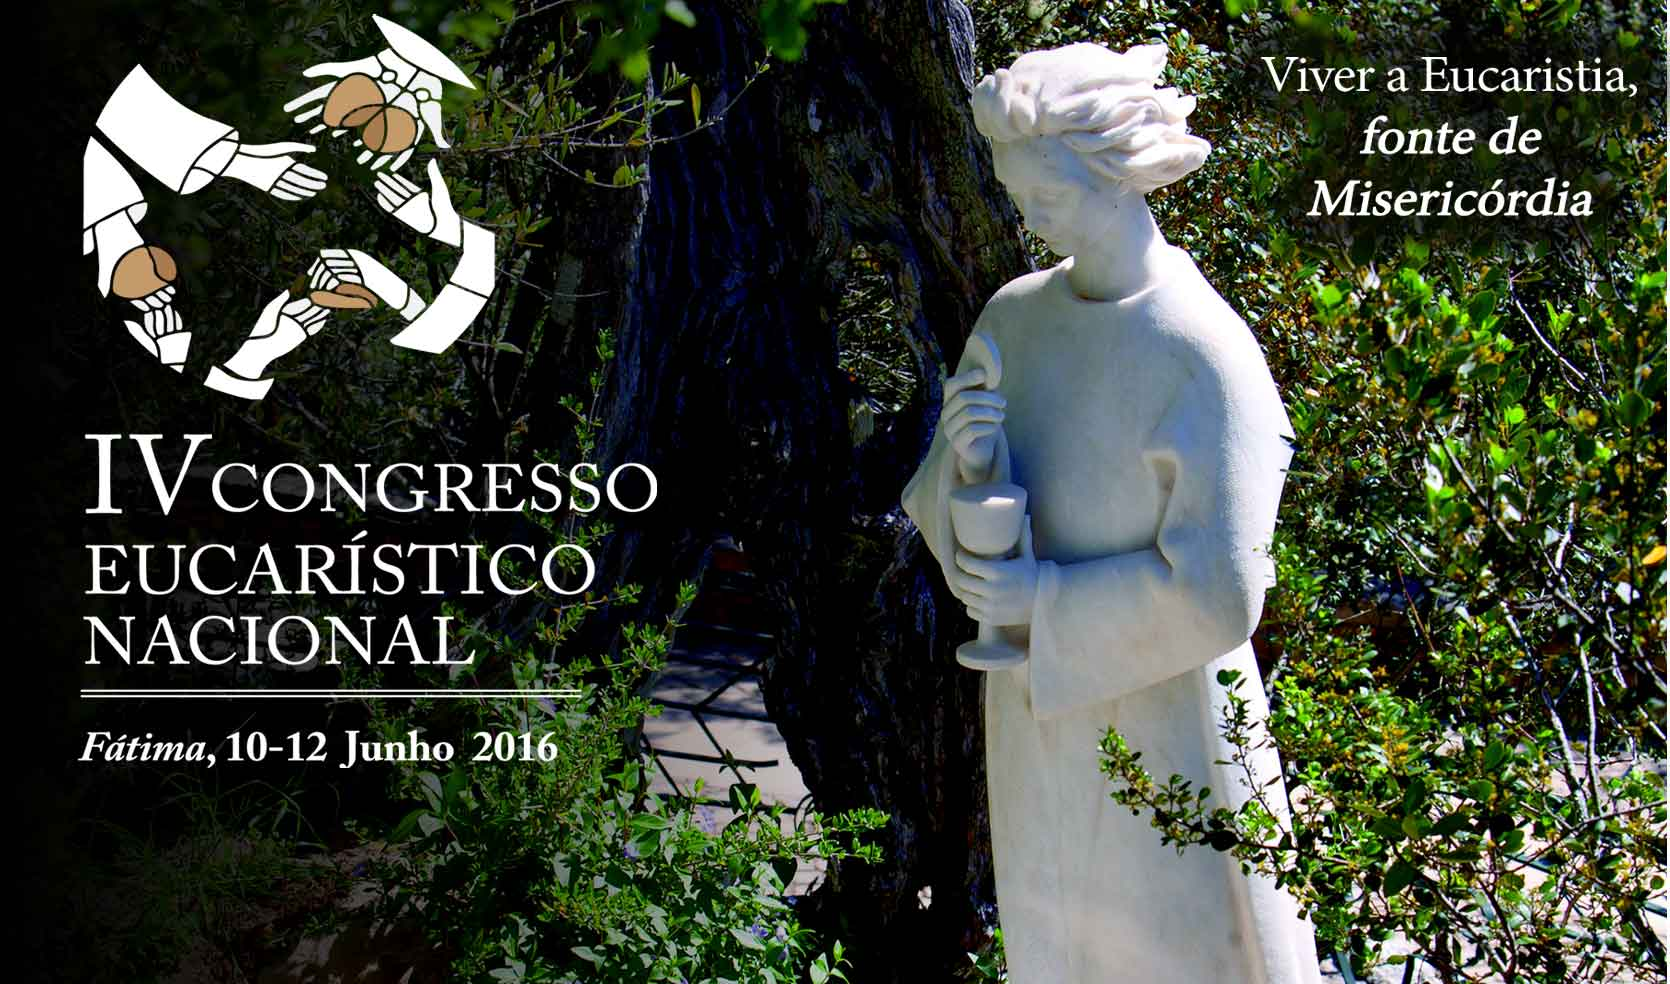 IV CONGRESSO
EUCARÍSTICO
NACIONAL
Fátima, 10-12 Junho 2016
Viver a Eucaristia,
fonte de
Misericórdia